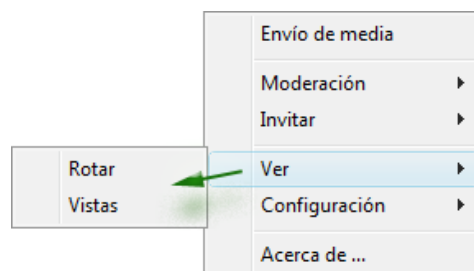 Envío de media
Moderación
Invitar
Ver
Configuración
Acerca de ...
Rotar
Vistas